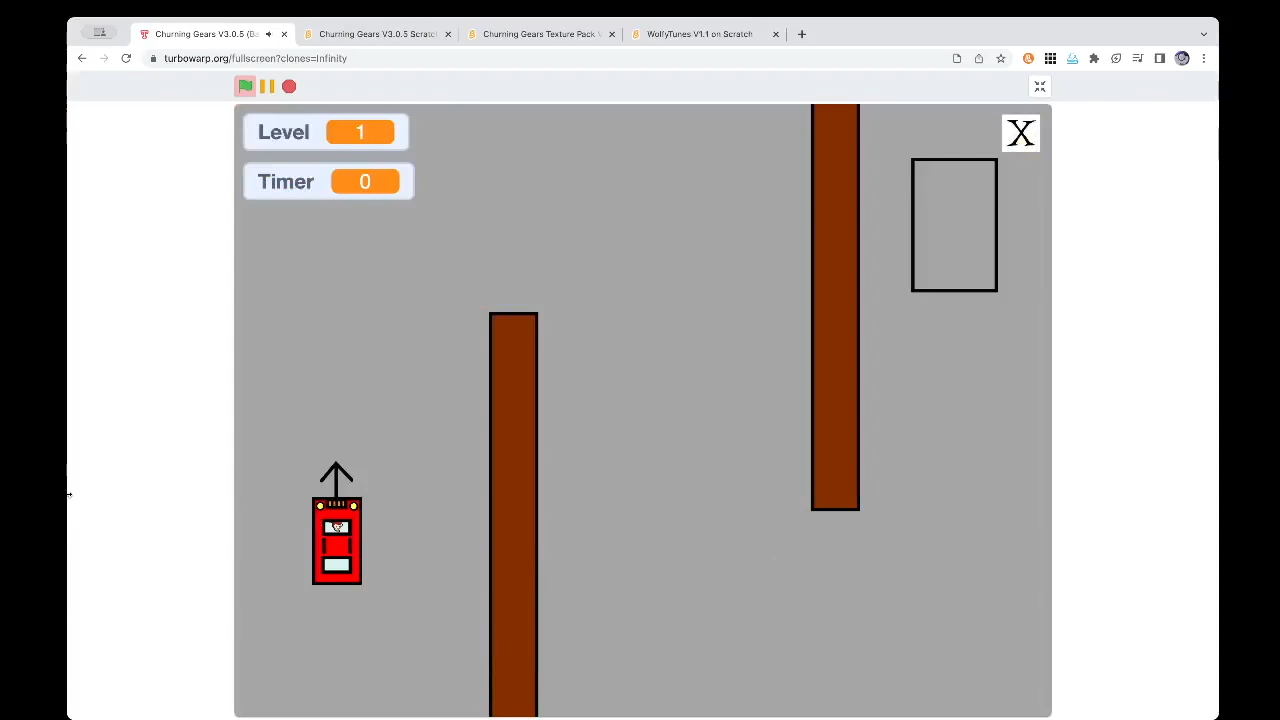 Churning Gears V3.0.5 (Ba
Churning Gears V3.0.5 Scratc
Churning Gears Texture Pack V
WolfyTunes V1.1 on Scratch
turbowarp.org/fullscreen?clones=Infinity
Level 1
X
Timer 0